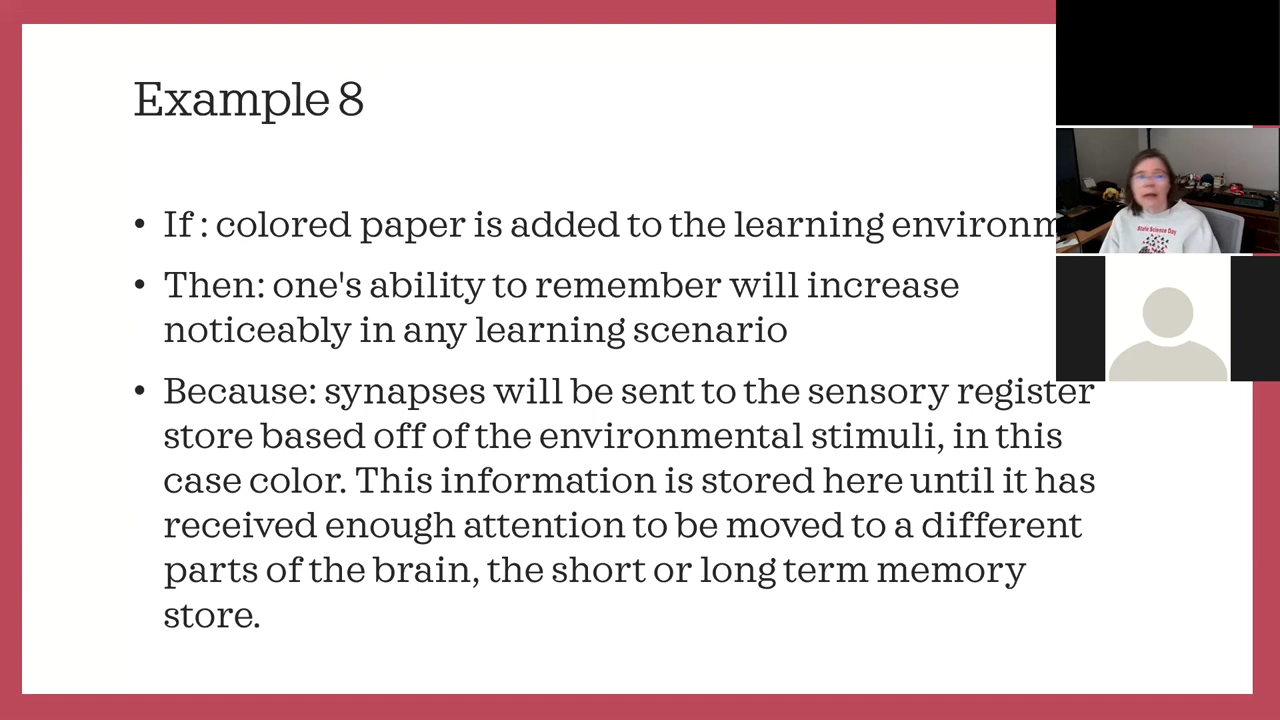 Example 8
• If : colored paper is added to the learning environm
• Then: one's ability to remember will increase
noticeably in any learning scenario
• Because: synapses will be sent to the sensory register
store based off of the environmental stimuli, in this
case color. This information is stored here until it has
received enough attention to be moved to a different
parts of the brain, the short or long term memory
store.
State Science Day